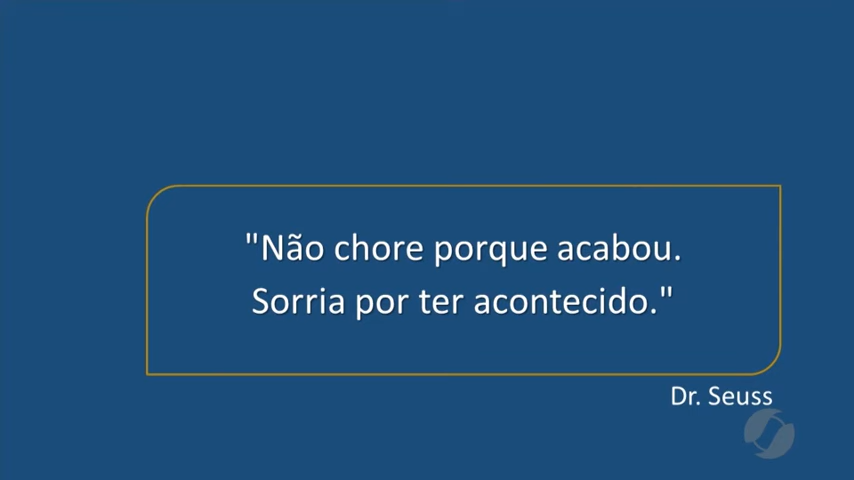 "Não chore porque acabou.
Sorria por ter acontecido."
Dr. Seuss